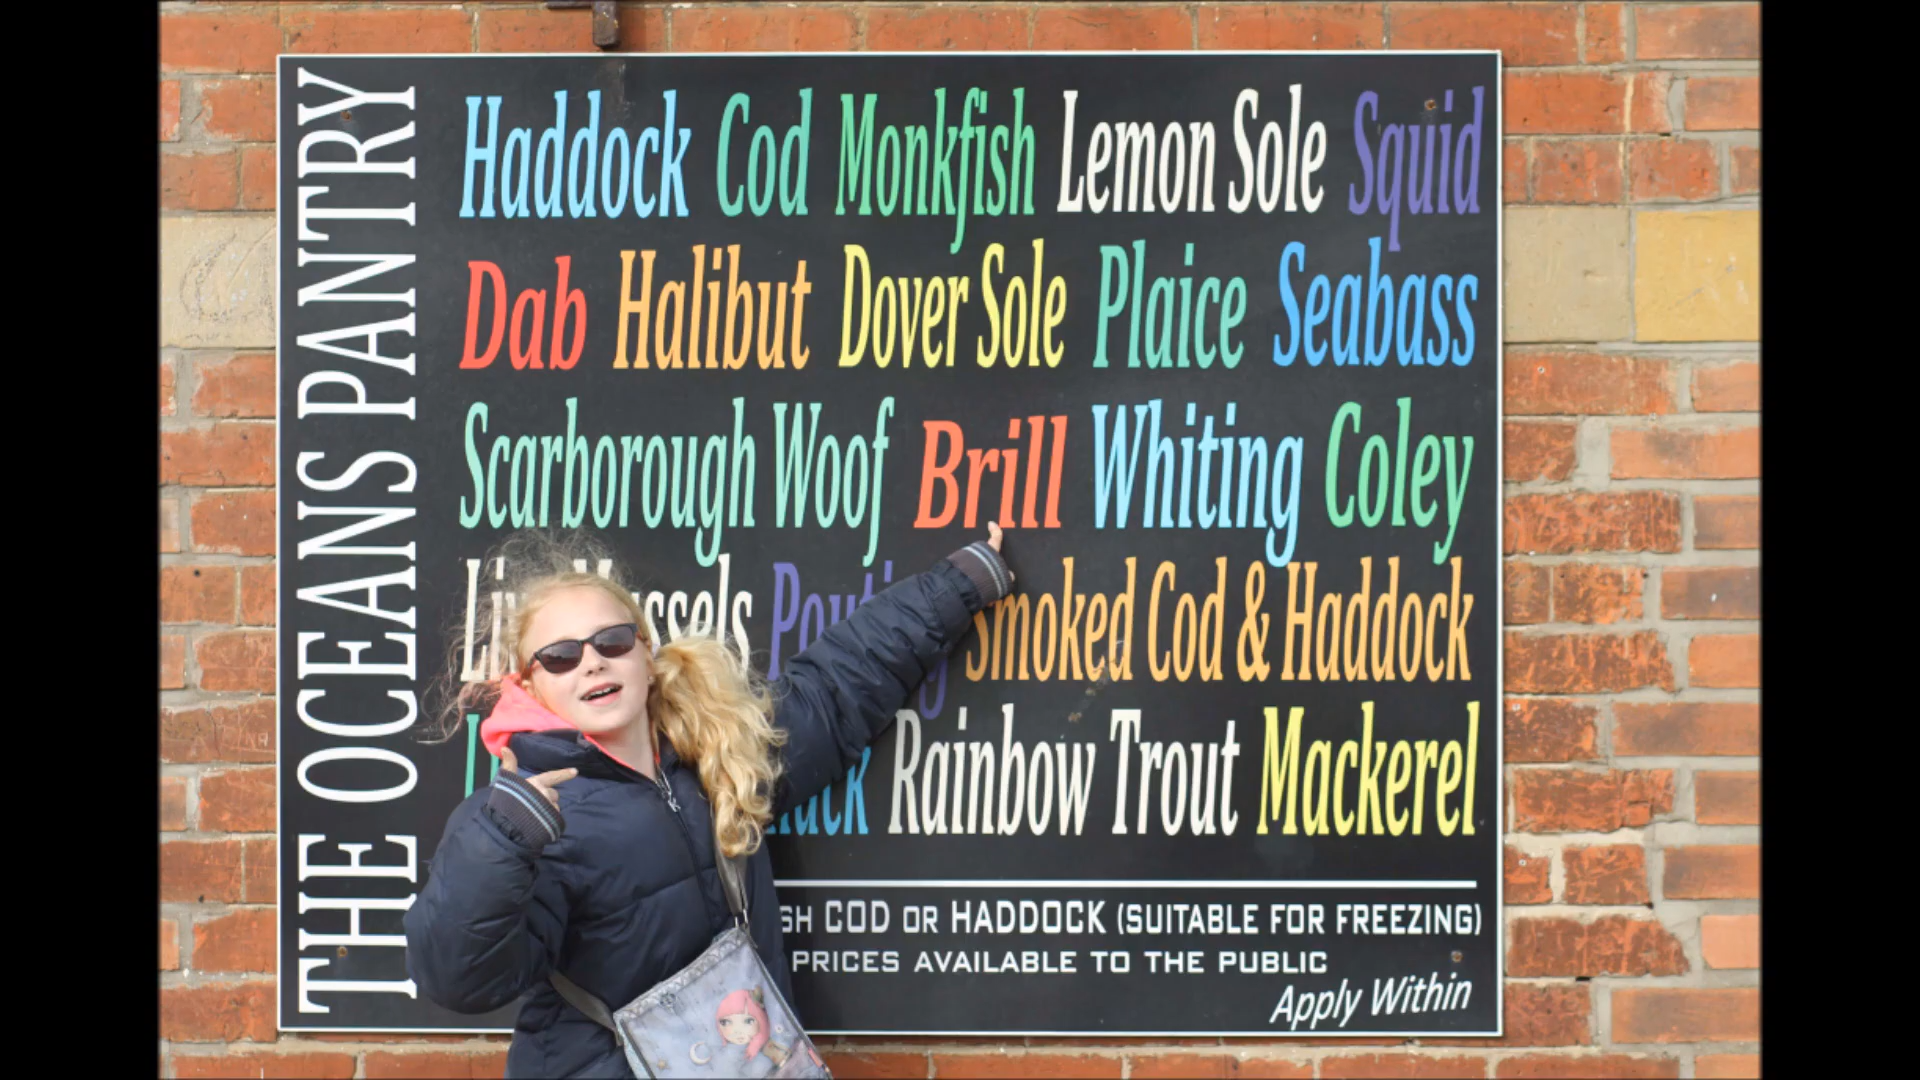 THE OCEANS PANTRY
Haddock Cod Monkfish Lemon Sole Squid
Dab Halibut Dover Sole Plaice Seabass
Scarborough Woof Brill Whiting Coley
Smoked Cod & Haddock
Rainbow Trout Mackerel
COD OR HADDOCK (SUITABLE FOR FREEZING)
PRICES AVAILABLE TO THE PUBLIC
Apply Within